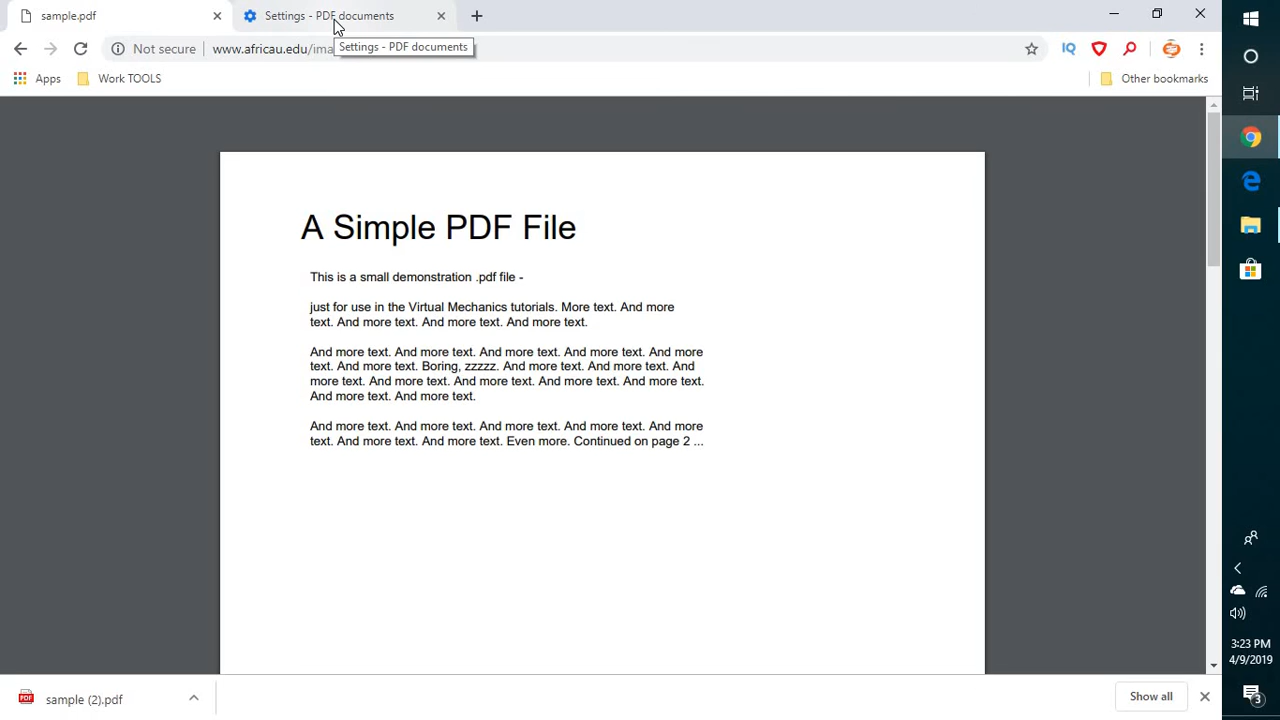 sample.pdf
Settings - PDF documents
Not secure
www.africau.edu/ima
Settings - PDF documents
IQ
Apps
Work TOOLS
Other bookmarks
A Simple PDF File
This is a small demonstration .pdf file -
just for use in the Virtual Mechanics tutorials. More text. And more
text. And more text. And more text. And more text.
And more text. And more text. And more text. And more text. And more
text. And more text. Boring, zzzzz. And more text. And more text. And
more text. And more text. And more text. And more text. And more text.
And more text. And more text.
And more text. And more text. And more text. And more text. And more
text. And more text. And more text. Even more. Continued on page 2 ...
3:23 PM
4/9/2019
3
PDF
sample (2).pdf
Show all